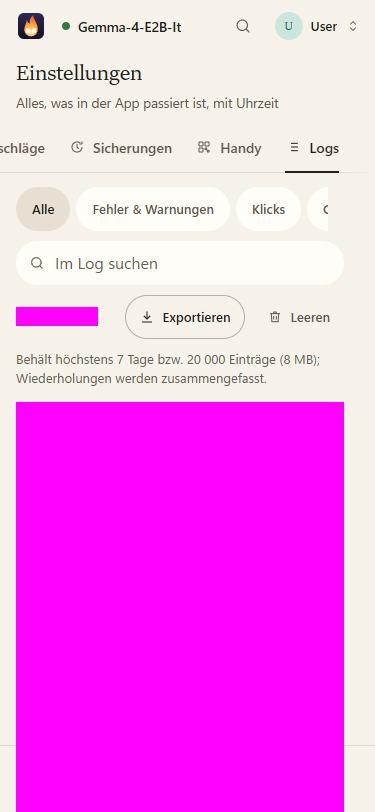 Gemma-4-E2B-It
U
User
Einstellungen
Alles, was in der App passiert ist, mit Uhrzeit
schläge
Sicherungen
Handy
Logs
Alle
Fehler & Warnungen
Klicks
Im Log suchen
Exportieren
Leeren
Behält höchstens 7 Tage bzw. 20 000 Einträge (8 MB);
Wiederholungen werden zusammengefasst.